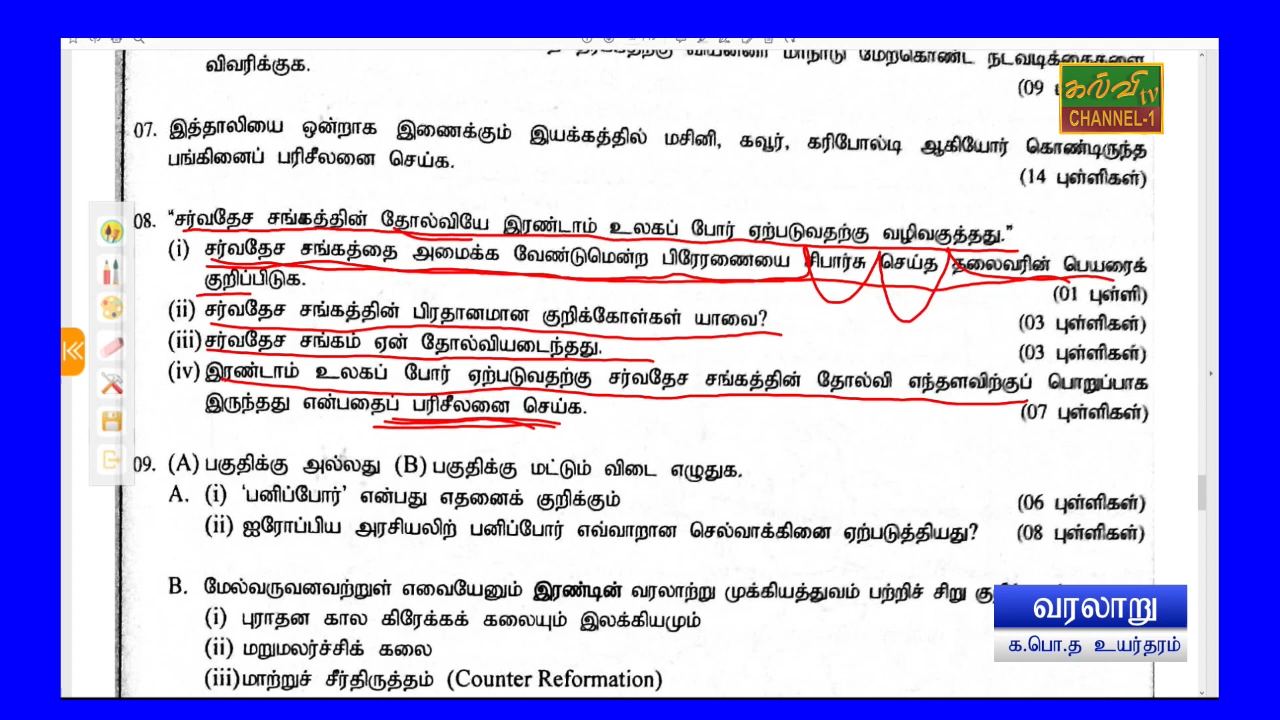 வியன்னா மாநாடு மேற்கொண்ட நடவடிக்கைகளை
விவரிக்குக.
(09
கல்வி tv
CHANNEL-1
07. இத்தாலியை ஒன்றாக இணைக்கும் இயக்கத்தில் மசினி, கவூர், கரிபோல்டி ஆகியோர் கொண்டிருந்த
பங்கினைப் பரிசீலனை செய்க.
(14 புள்ளிகள்)
08. “சர்வதேச சங்கத்தின் தோல்வியே இரண்டாம் உலகப் போர் ஏற்படுவதற்கு வழிவகுத்தது.”
(i) சர்வதேச சங்கத்தை அமைக்க வேண்டுமென்ற பிரேரணையை சிபார்சு செய்த தலைவரின் பெயரைக்
குறிப்பிடுக.
(01 புள்ளி)
(ii) சர்வதேச சங்கத்தின் பிரதானமான குறிக்கோள்கள் யாவை?
(03 புள்ளிகள்)
(iii) சர்வதேச சங்கம் ஏன் தோல்வியடைந்தது.
(03 புள்ளிகள்)
(iv) இரண்டாம் உலகப் போர் ஏற்படுவதற்கு சர்வதேச சங்கத்தின் தோல்வி எந்தளவிற்குப் பொறுப்பாக
இருந்தது என்பதைப் பரிசீலனை செய்க.
(07 புள்ளிகள்)
09. (A) பகுதிக்கு அல்லது (B) பகுதிக்கு மட்டும் விடை எழுதுக.
A. (i) ‘பனிப்போர்’ என்பது எதனைக் குறிக்கும்
(06 புள்ளிகள்)
(ii) ஐரோப்பிய அரசியலிற் பனிப்போர் எவ்வாறான செல்வாக்கினை ஏற்படுத்தியது?
(08 புள்ளிகள்)
B. மேல்வருவனவற்றுள் எவையேனும் இரண்டின் வரலாற்று முக்கியத்துவம் பற்றிச் சிறு
(i) புராதன கால கிரேக்கக் கலையும் இலக்கியமும்
(ii) மறுமலர்ச்சிக் கலை
(iii) மாற்றுச் சீர்திருத்தம் (Counter Reformation)
வரலாறு
க.பொ.த உயர்தரம்